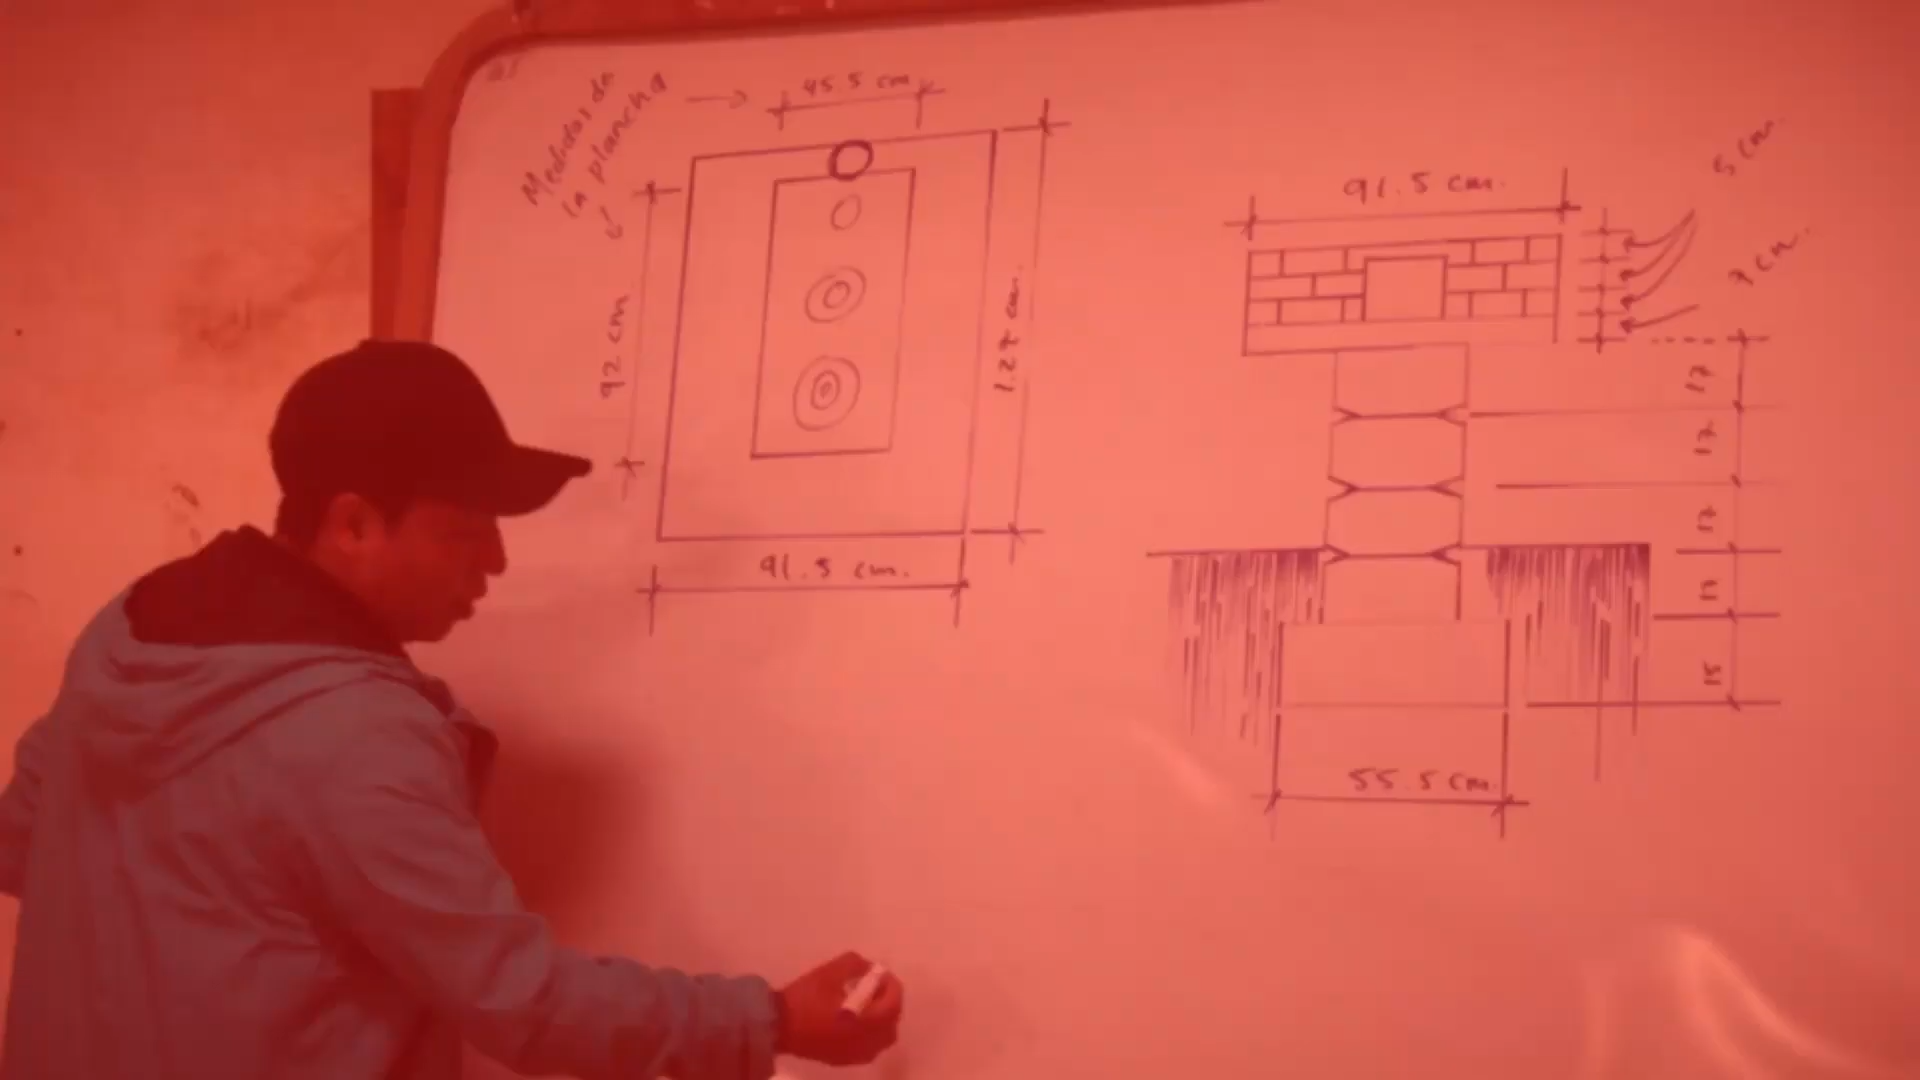 Medidas de
la plancha
45.5 cm
92 cm
1.27 cm.
91.5 cm.
91.5 cm.
5 cm.
7 cm.
17
17
17
17
15
55.5 cm.